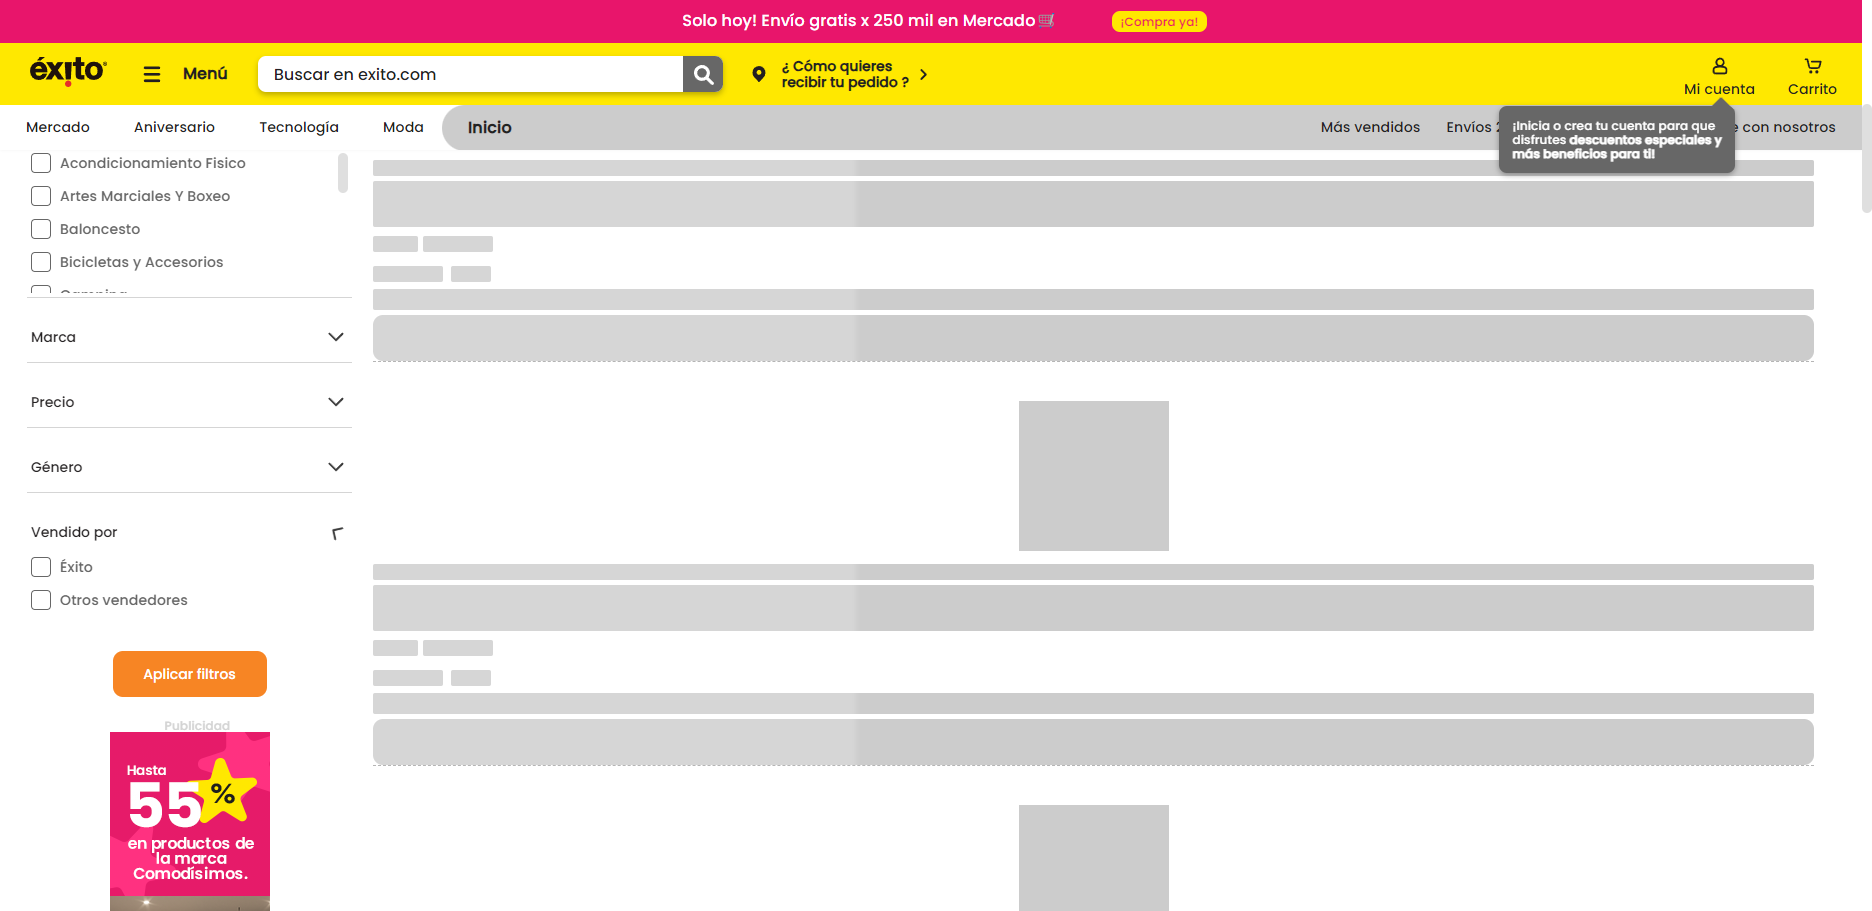 Solo hoy! Envío gratis x 250 mil en Mercado
¡Compra ya!
éxito
Menú
Buscar en exito.com
¿ Cómo quieres
recibir tu pedido ?
Mi cuenta
Carrito
Mercado
Aniversario
Tecnología
Moda
Inicio
Más vendidos
Envíos
con nosotros
¡Inicia o crea tu cuenta para que
disfrutes descuentos especiales y
más beneficios para ti!
Acondicionamiento Fisico
Artes Marciales Y Boxeo
Baloncesto
Bicicletas y Accesorios
Marca
Precio
Género
Vendido por
Éxito
Otros vendedores
Aplicar filtros
Publicidad
Hasta
55 %
en productos de
la marca
Comodísimos.